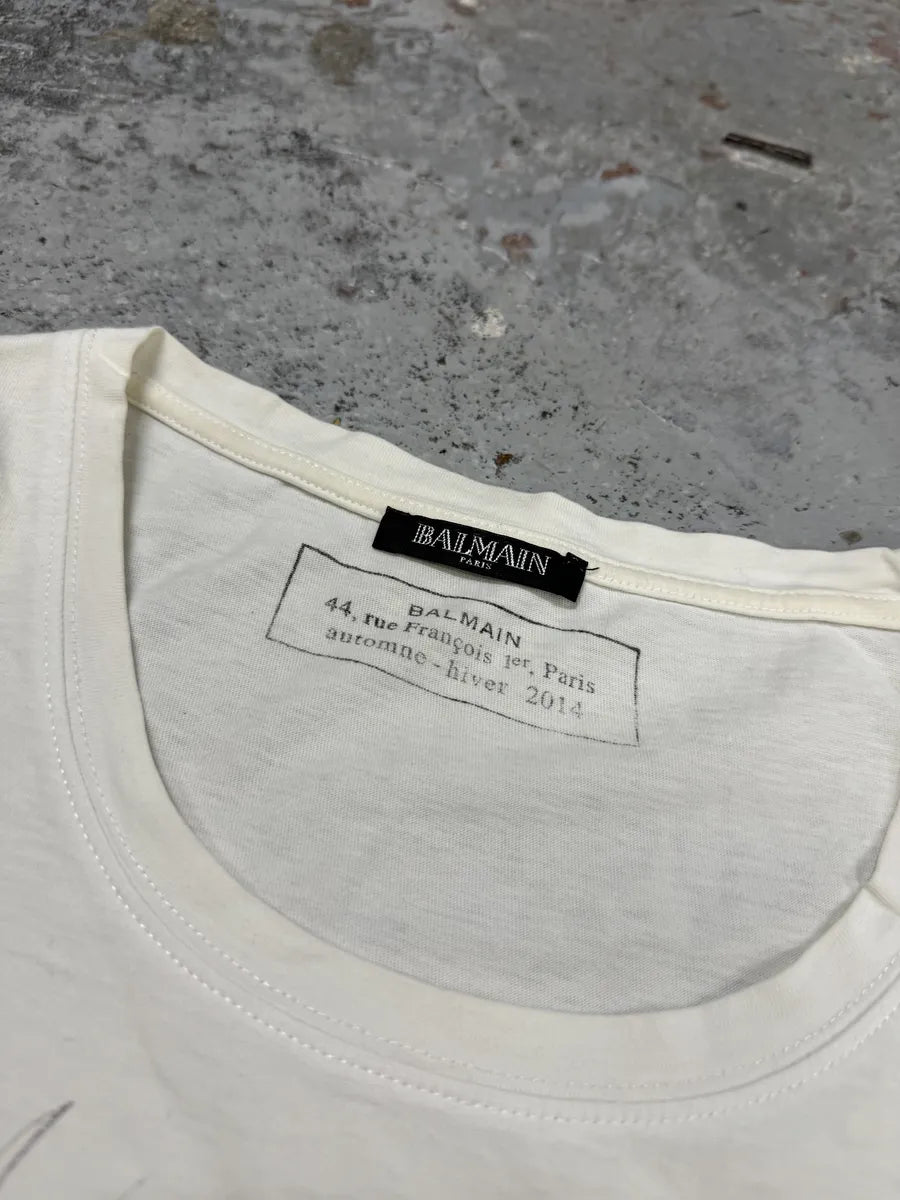 BALMAIN
PARIS
BALMAIN
44, rue François 1er, Paris
automne-hiver 2014